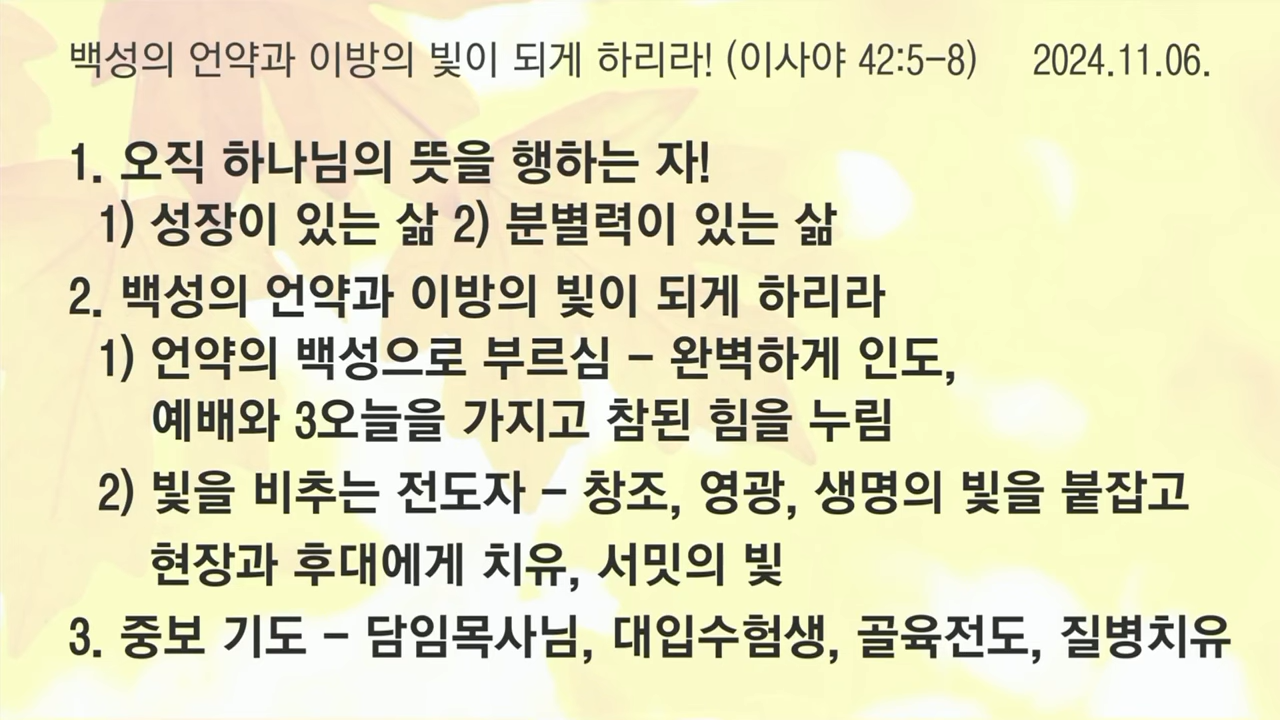 백성의 언약과 이방의 빛이 되게 하리라! (이사야 42:5-8) 2024.11.06.
1. 오직 하나님의 뜻을 행하는 자!
1) 성장이 있는 삶 2) 분별력이 있는 삶
2. 백성의 언약과 이방의 빛이 되게 하리라
1) 언약의 백성으로 부르심 - 완벽하게 인도,
예배와 3오늘을 가지고 참된 힘을 누림
2) 빛을 비추는 전도자 - 창조, 영광, 생명의 빛을 붙잡고
현장과 후대에게 치유, 서밋의 빛
3. 중보 기도 - 담임목사님, 대입수험생, 골육전도, 질병치유